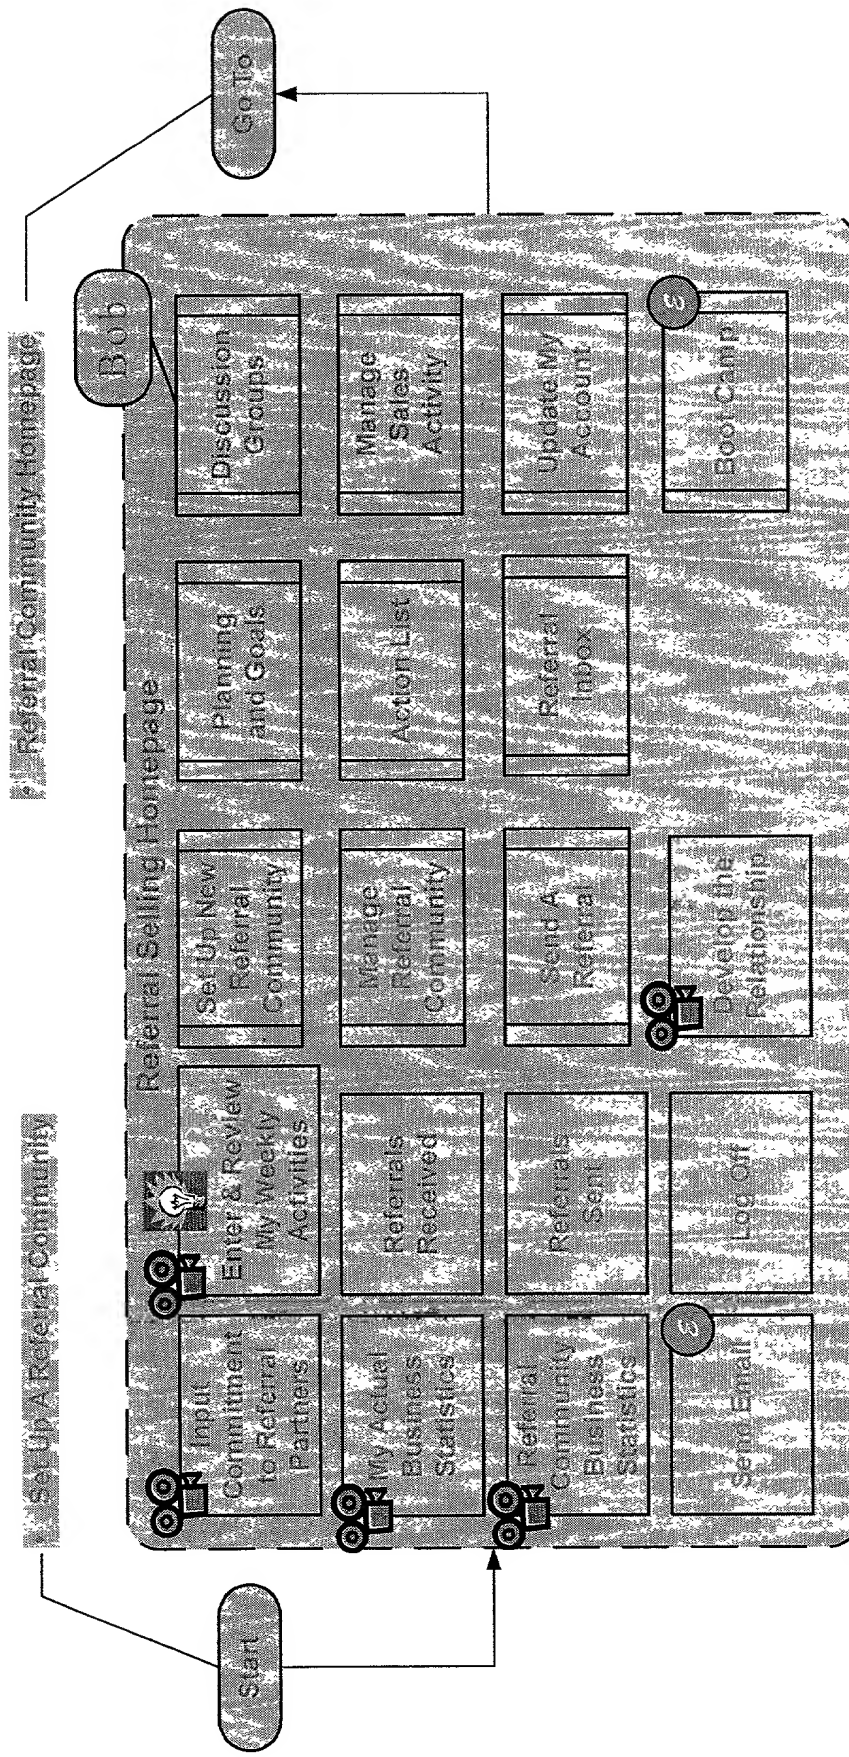 • Set Up A Referral Community
• Referral Community Homepage
Start
Go To
Bob
Referral Selling Homepage
Input
Commitment
to Referral
Partners
Enter & Review
My Weekly
Activities
Set Up New
Referral
Community
Planning
and Goals
Discussion
Groups
My Actual
Business
Statistics
Referrals
Received
Manage
Referral
Community
Action List
Manage
Sales
Activity
Referral
Community
Business
Statistics
Referrals
Sent
Send A
Referral
Referral
Inbox
Update My
Account
Send Email
3
Log Off
Develop the
Relationship
Boot Camp
3